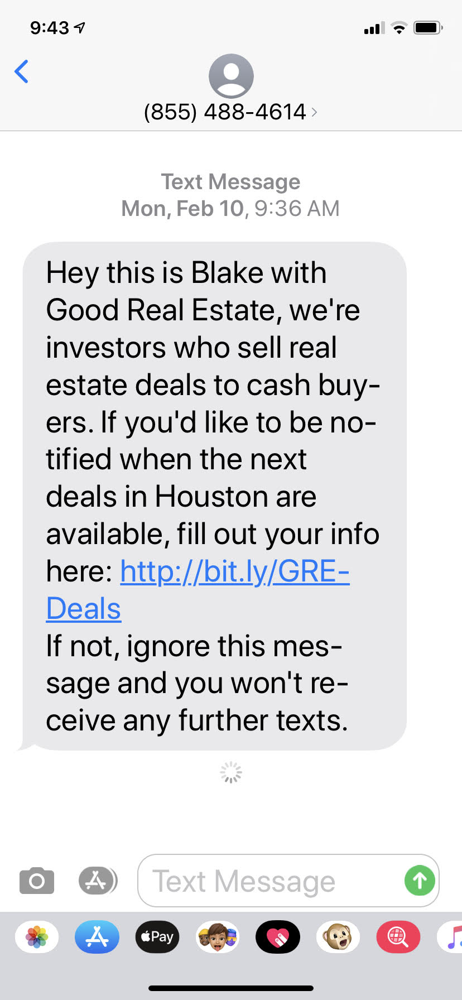 9:43
(855) 488-4614
Text Message
Mon, Feb 10, 9:36 AM
Hey this is Blake with
Good Real Estate, we're
investors who sell real
estate deals to cash buy-
ers. If you'd like to be no-
tified when the next
deals in Houston are
available, fill out your info
here: http://bit.ly/GRE-
Deals
If not, ignore this mes-
sage and you won't re-
ceive any further texts.
Text Message
Pay